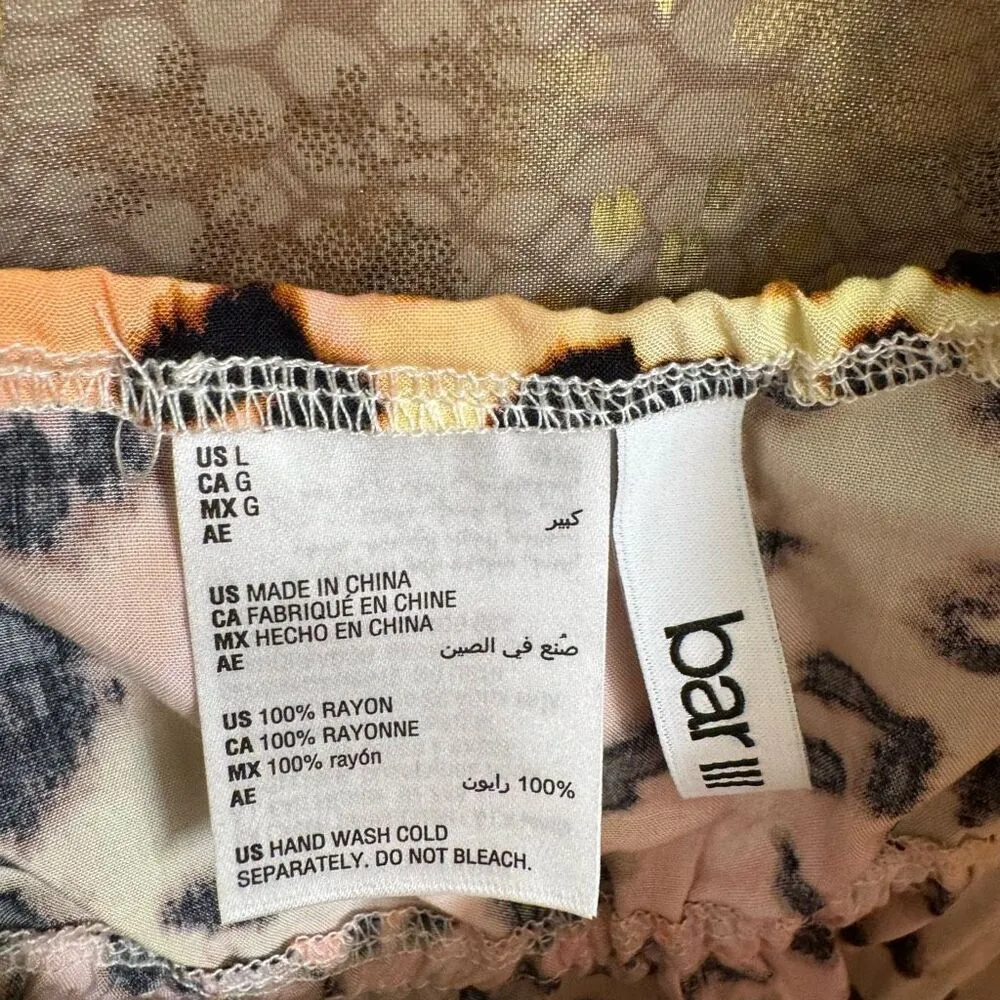 US L
CA G
MX G
AE كبير
US MADE IN CHINA
CA FABRIQUÉ EN CHINE
MX HECHO EN CHINA
AE صُنع في الصين
US 100% RAYON
CA 100% RAYONNE
MX 100% rayón
AE 100% رايون
US HAND WASH COLD
SEPARATELY. DO NOT BLEACH.
bar III